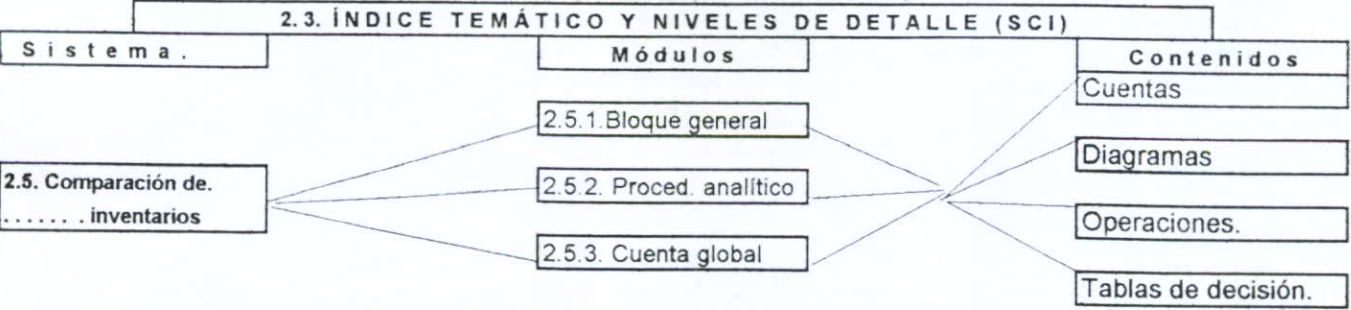 2.3. ÍNDICE TEMÁTICO Y NIVELES DE DETALLE (SCI)
Sistema.
Módulos
Contenidos
Cuentas
2.5.1.Bloque general
Diagramas
2.5. Comparación de.
. . . . . . . inventarios
2.5.2. Proced. analítico
Operaciones.
2.5.3. Cuenta global
Tablas de decisión.